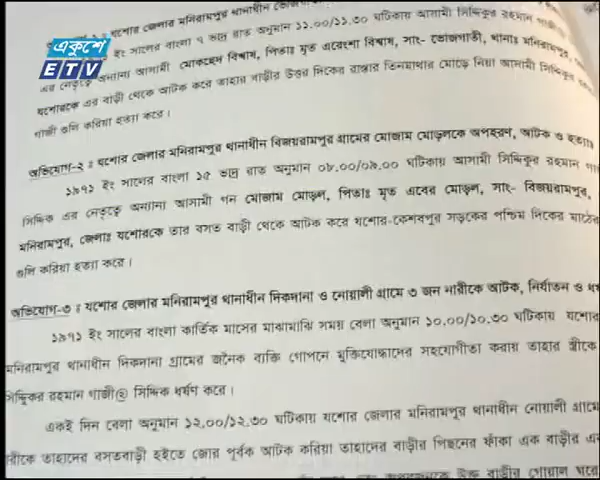 একুশে
ETV
যশোর জেলার মনিরামপুর থানাধীন
ইং সালের বাংলা ৭ ভাদ্র রাত অনুমান ১১.০০/১১.৩০ ঘটিকায় আসামী সিদ্দিকুর রহমান গাজী
এর নেতৃত্বে অন্যান্য আসামী মোকছেদ বিশ্বাস, পিতাঃ মৃত এরেংশা বিশ্বাস, সাং- ভোজগাতী, থানাঃ মনিরামপুর,
যশোরকে এর বাড়ী থেকে আটক করে তাহার বাড়ীর উত্তর দিকের রাস্তার তিনমাথার মোড়ে নিয়া আসামী সিদ্দিকুর
গাজী গুলি করিয়া হত্যা করে।
অভিযোগ-২ ঃ যশোর জেলার মনিরামপুর থানাধীন বিজয়রামপুর গ্রামের মোজাম মোড়লকে অপহরণ, আটক ও হত্যাঃ
১৯৭১ ইং সালের বাংলা ১৫ ভাদ্র রাত অনুমান ০৮.০০/০৯.০০ ঘটিকায় আসামী সিদ্দিকুর রহমান
সিদ্দিক এর নেতৃত্বে অন্যান্য আসামী গন মোজাম মোড়ল, পিতাঃ মৃত এবের মোড়ল, সাং- বিজয়রামপুর,
মনিরামপুর, জেলাঃ যশোরকে তার বসত বাড়ী থেকে আটক করে যশোর-কেশবপুর সড়কের পশ্চিম দিকের মাঠের
গুলি করিয়া হত্যা করে।
অভিযোগ-৩ ঃ যশোর জেলার মনিরামপুর থানাধীন দিকদানা ও নোয়ালী গ্রামে ৩ জন নারীকে আটক, নির্যাতন ও
১৯৭১ ইং সালের বাংলা কার্তিক মাসের মাঝামাঝি সময় বেলা অনুমান ১০.০০/১০.৩০ ঘটিকায় যশোর
মনিরামপুর থানাধীন দিকদানা গ্রামের জনৈক ব্যক্তি গোপনে মুক্তিযোদ্ধাদের সহযোগীতা করায় তাহার স্ত্রীকে
সিদ্দিকুর রহমান গাজী@ সিদ্দিক ধর্ষণ করে।
একই দিন বেলা অনুমান ১২.০০/১২.৩০ ঘটিকায় যশোর জেলার মনিরামপুর থানাধীন নোয়ালী গ্রামে
তাহাদের বসতবাড়ী হইতে জোর পূর্বক আটক করিয়া তাহাদের বাড়ীর পিছনের ফাঁকা এক বাড়ীর
উক্ত বাড়ীর গোয়াল ঘরে